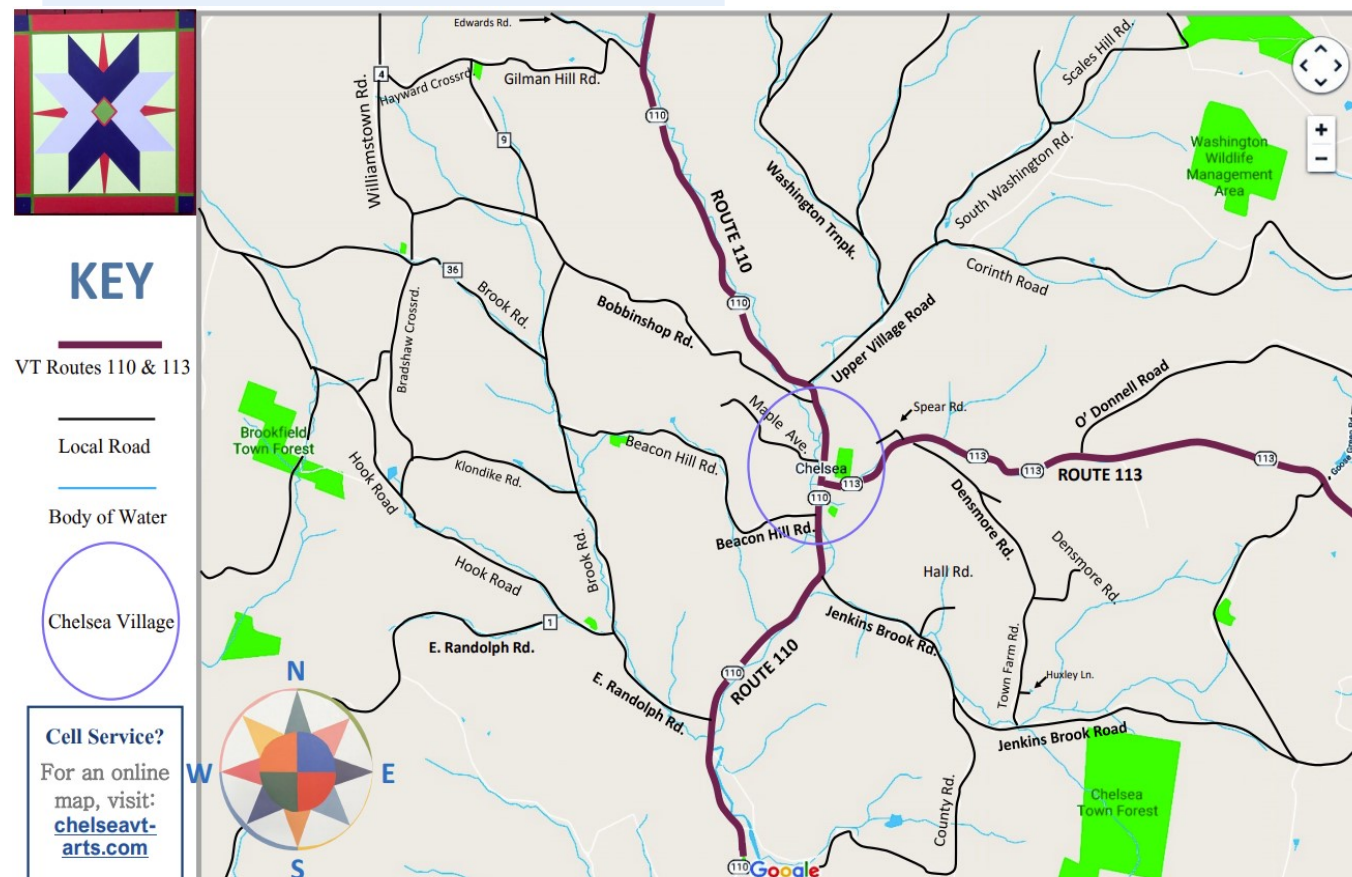 KEY
VT Routes 110 & 113
Local Road
Body of Water
Chelsea Village
Cell Service?
For an online
map, visit:
chelseavt-
arts.com
N
W
E
S
Edwards Rd.
4
Hayward Crossrd.
Gilman Hill Rd.
Williamstown Rd.
9
110
ROUTE 110
110
Washington Trnpk.
Scales Hill Rd.
South Washington Rd.
Washington
Wildlife
Management
Area
+
−
Corinth Road
36
Brook Rd.
Bradshaw Crossrd.
Bobbinshop Rd.
Upper Village Road
Maple Ave.
Spear Rd.
O' Donnell Road
Brookfield
Town Forest
Hook Road
Klondike Rd.
Beacon Hill Rd.
Chelsea
113
113
113
113
113
ROUTE 113
110
Beacon Hill Rd.
Densmore Rd.
Densmore Rd.
Hook Road
Brook Rd.
Hall Rd.
Jenkins Brook Rd.
1
E. Randolph Rd.
E. Randolph Rd.
110
ROUTE 110
Town Farm Rd.
Huxley Ln.
Jenkins Brook Road
County Rd.
Chelsea
Town Forest
110
Google